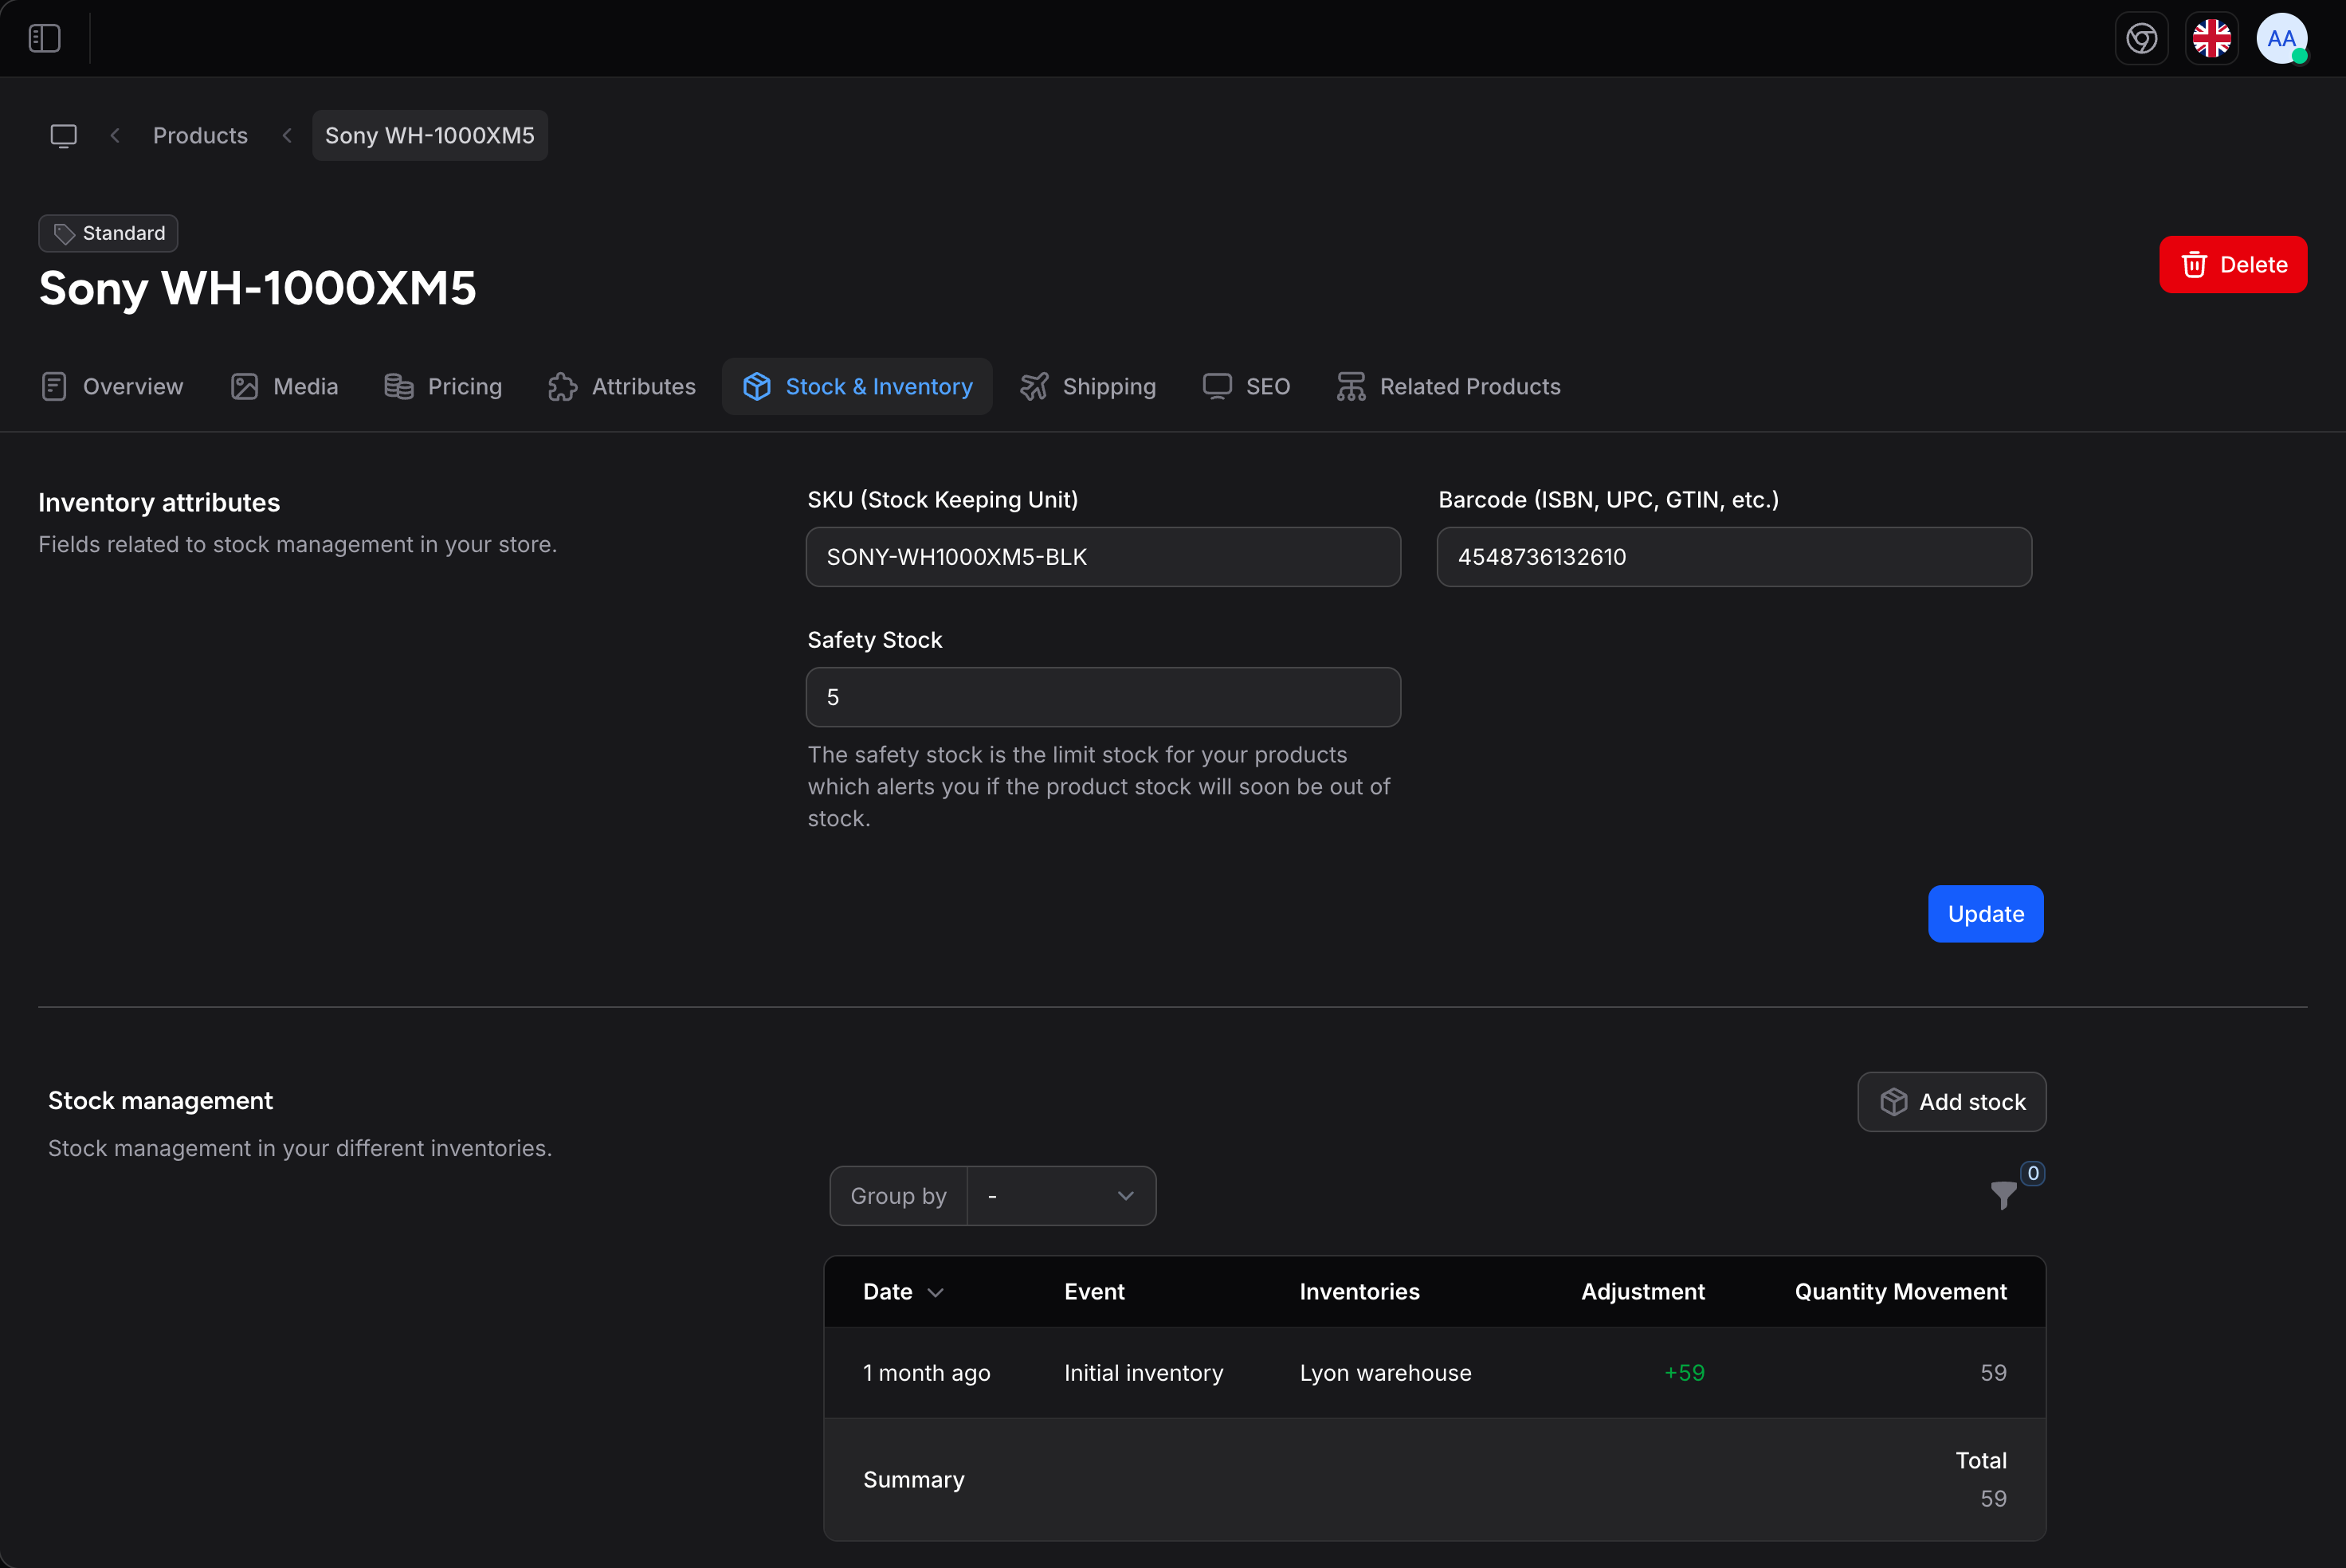 AA
Products
Sony WH-1000XM5
Standard
Sony WH-1000XM5
Delete
Overview
Media
Pricing
Attributes
Stock & Inventory
Shipping
SEO
Related Products
Inventory attributes
Fields related to stock management in your store.
SKU (Stock Keeping Unit)
SONY-WH1000XM5-BLK
Barcode (ISBN, UPC, GTIN, etc.)
4548736132610
Safety Stock
5
The safety stock is the limit stock for your products
which alerts you if the product stock will soon be out of
stock.
Update
Stock management
Stock management in your different inventories.
Add stock
Group by
-
0
Date Event Inventories Adjustment Quantity Movement
1 month ago Initial inventory Lyon warehouse +59 59
Summary
Total
59